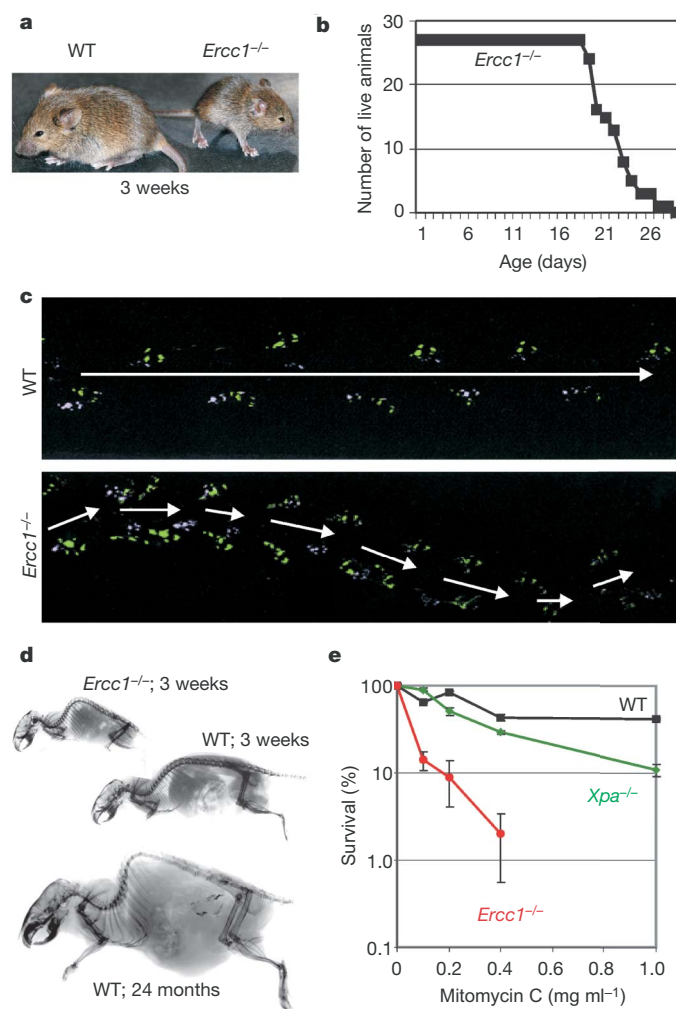 a
WT
Ercc1–/–
3 weeks
b
Number of live animals
30
20
10
0
Ercc1–/–
1
6
11
16
21
26
Age (days)
c
WT
Ercc1–/–
d
Ercc1–/–; 3 weeks
WT; 3 weeks
WT; 24 months
e
Survival (%)
100
10
1.0
0.1
WT
Xpa–/–
Ercc1–/–
0
0.2
0.4
0.6
0.8
1.0
Mitomycin C (mg ml–1)